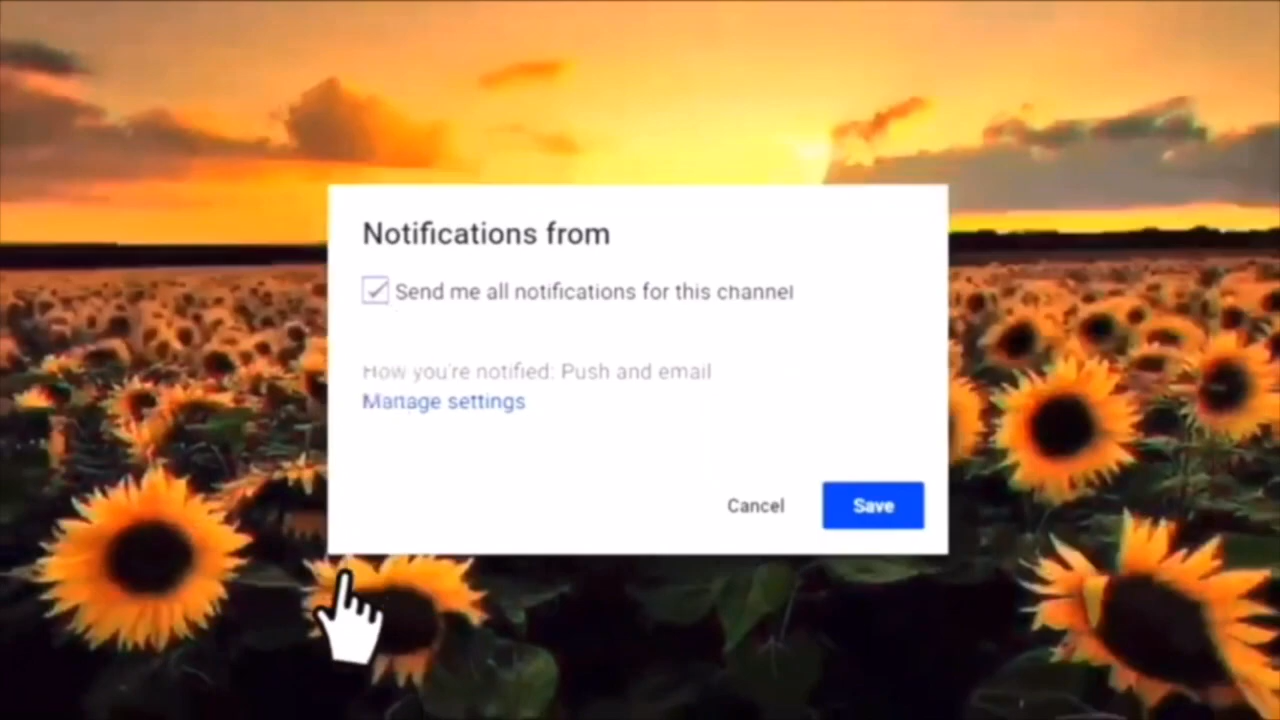 Notifications from
Send me all notifications for this channel
How you're notified: Push and email
Manage settings
Cancel
Save